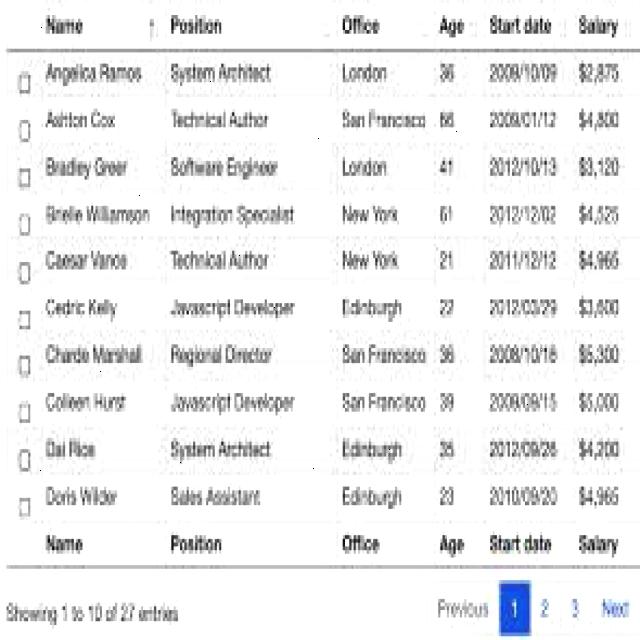 Name Position Office Age Start date Salary
Angelica Ramos System Architect London 36 2009/10/09 $2,875
Ashton Cox Technical Author San Francisco 66 2009/01/12 $4,800
Bradley Greer Software Engineer London 41 2012/10/13 $3,120
Brielle Williamson Integration Specialist New York 61 2012/12/02 $4,525
Caesar Vance Technical Author New York 21 2011/12/12 $4,965
Cedric Kelly Javascript Developer Edinburgh 22 2012/03/29 $3,600
Charde Marshall Regional Director San Francisco 36 2008/10/16 $5,300
Colleen Hurst Javascript Developer San Francisco 39 2009/09/15 $5,000
Dai Rios System Architect Edinburgh 35 2012/09/26 $4,200
Doris Wilder Sales Assistant Edinburgh 23 2010/09/20 $4,965
Name Position Office Age Start date Salary
Showing 1 to 10 of 27 entries Previous 1 2 3 Next